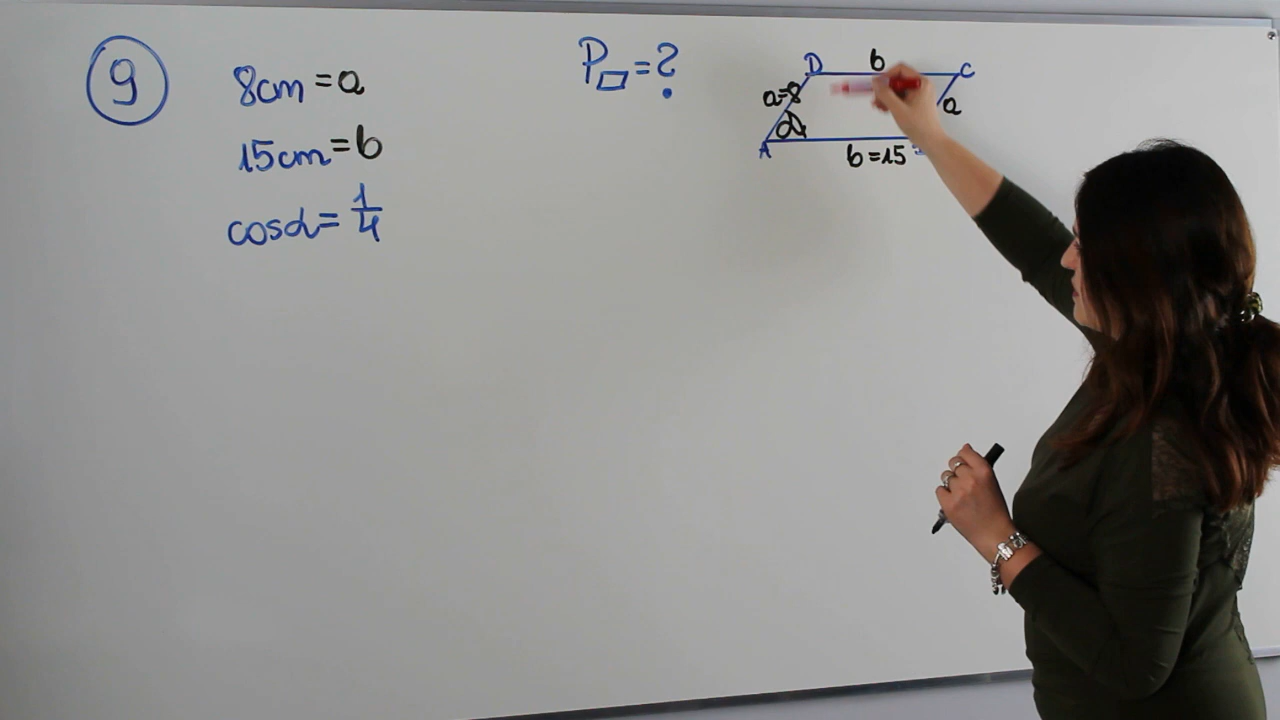 9
8cm = a
15cm = b
cosα = 1/4
P▱ = ?
D b C
a=8 a
α
A b=15